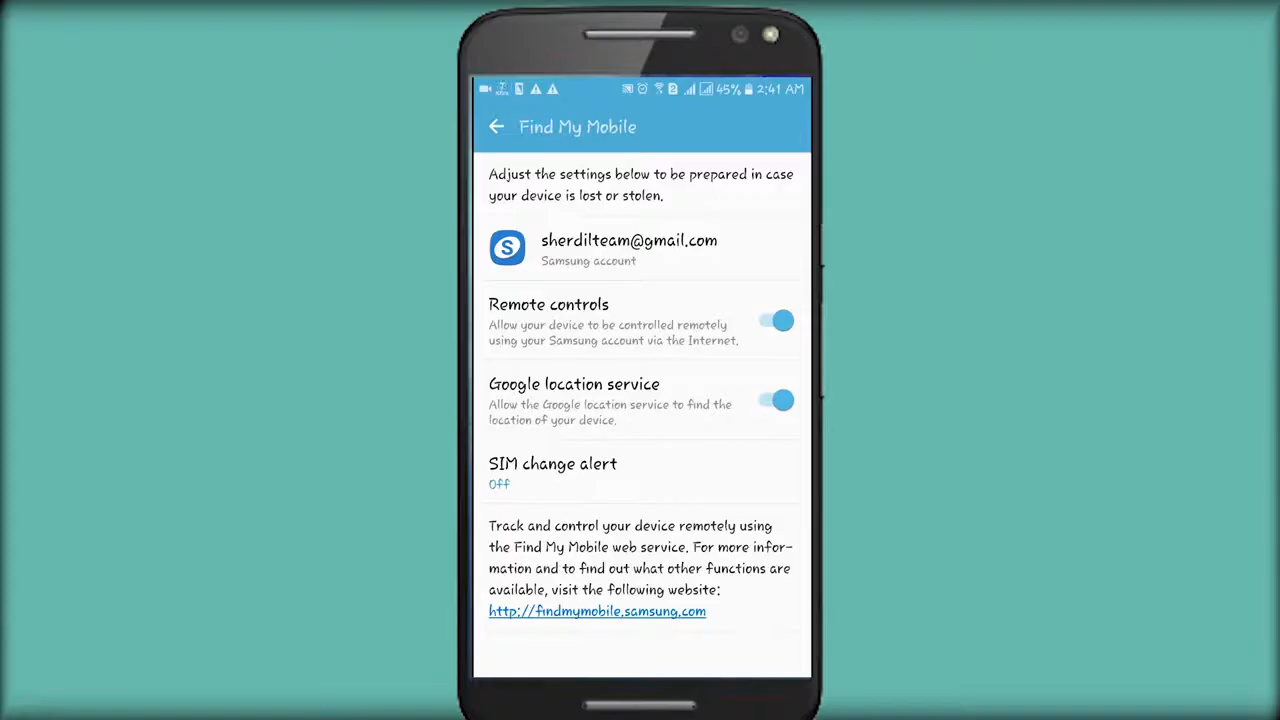 45% 2:41 AM
Find My Mobile
Adjust the settings below to be prepared in case
your device is lost or stolen.
S
sherdilteam@gmail.com
Samsung account
Remote controls
Allow your device to be controlled remotely
using your Samsung account via the Internet.
Google location service
Allow the Google location service to find the
location of your device.
SIM change alert
Off
Track and control your device remotely using
the Find My Mobile web service. For more infor-
mation and to find out what other functions are
available, visit the following website:
http://findmymobile.samsung.com